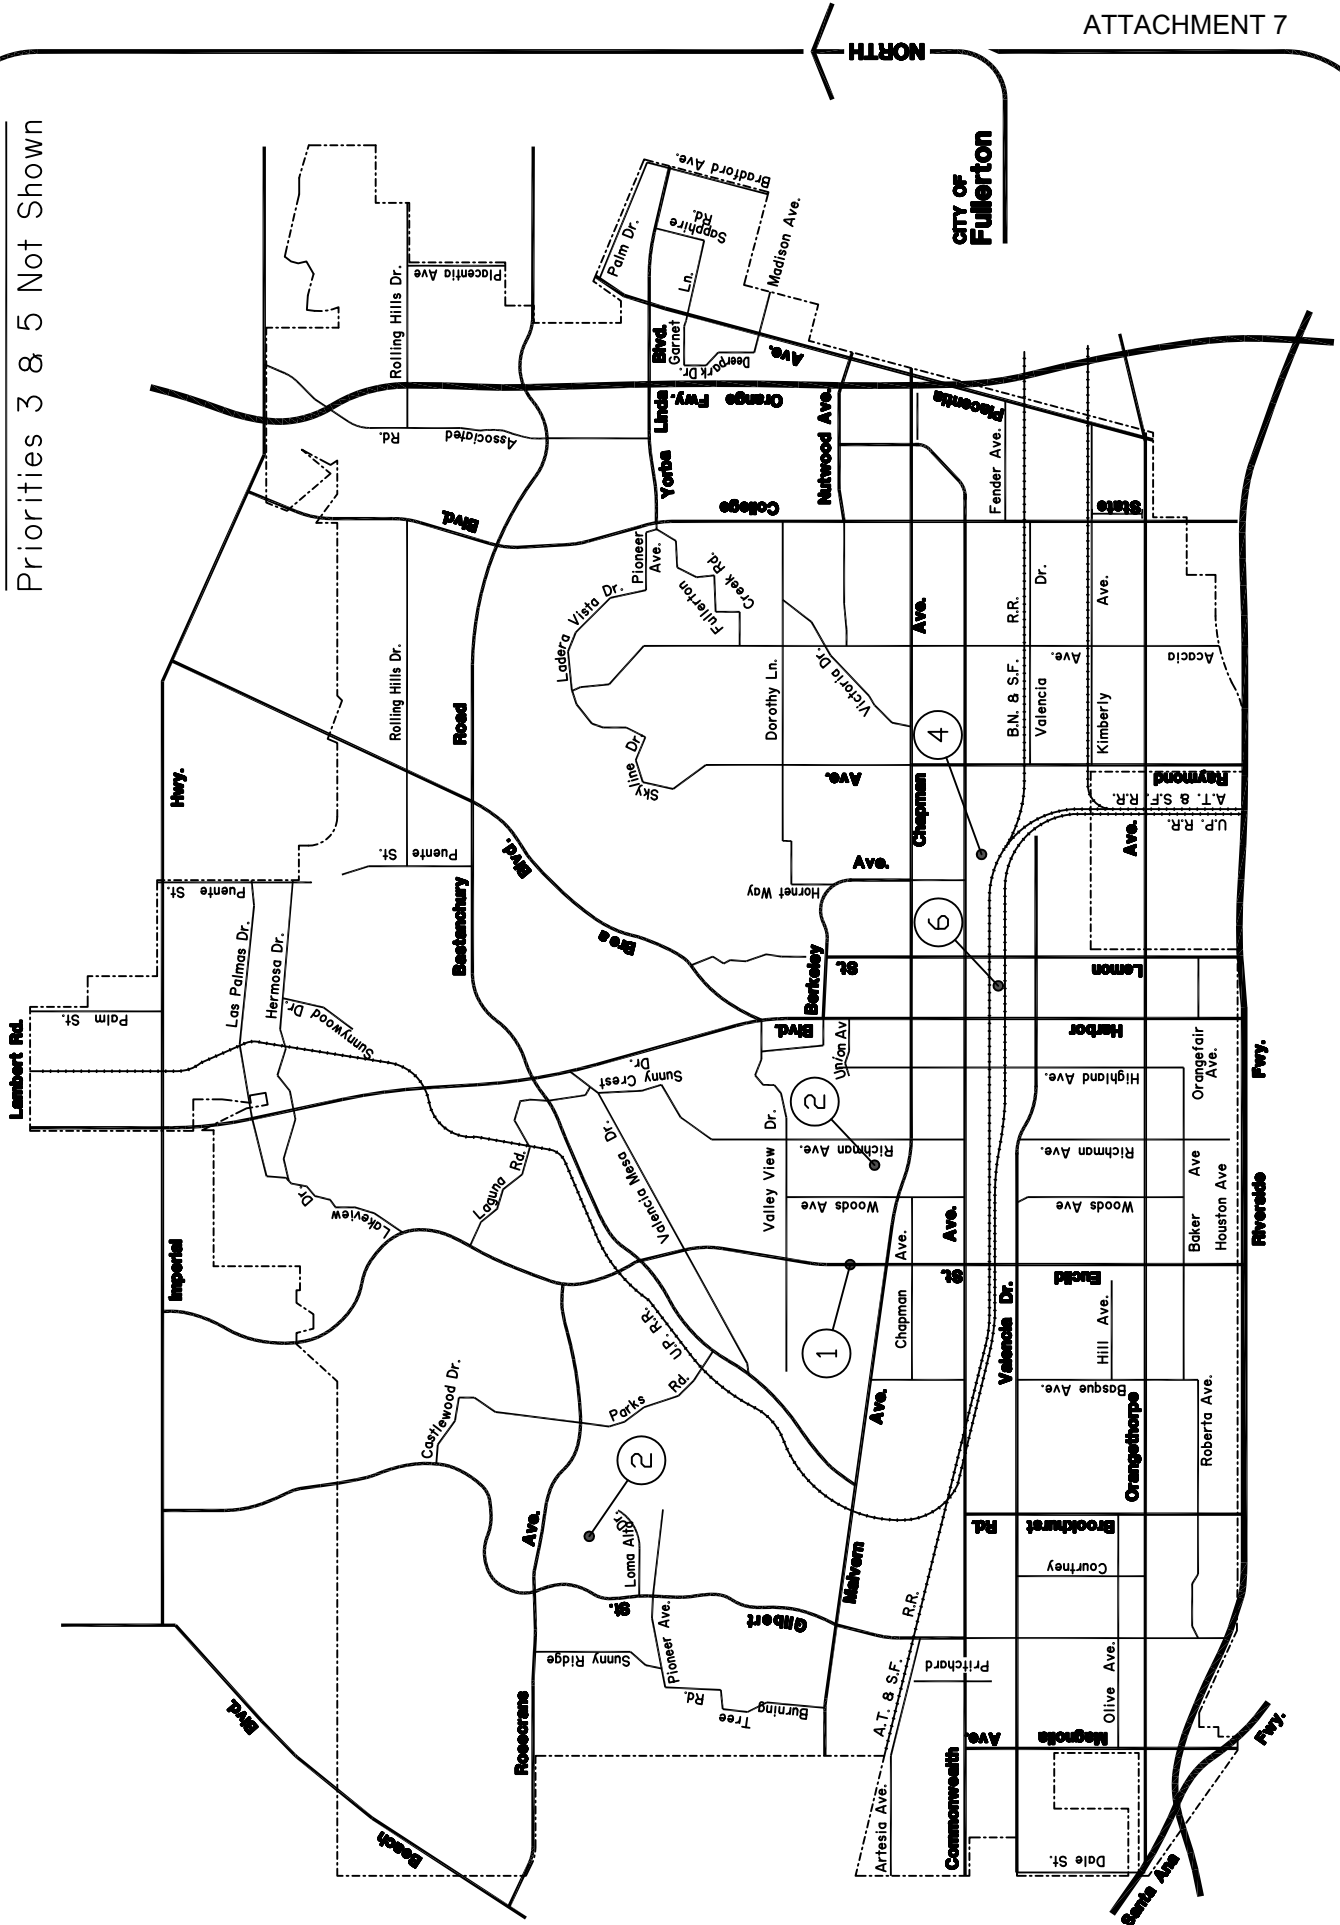 ATTACHMENT 7
NORTH
CITY OF
Fullerton
Priorities 3 & 5 Not Shown
Bradford Ave.
Palm Dr.
Sapphire
Rd.
Madison Ave.
Ln.
Garnet
Deerpark Dr.
Rolling Hills Dr.
Placentia Ave
Yorba
Linda
Blvd.
Placentia
Ave.
Orange
Fwy.
Associated
Rd.
Nutwood Ave.
Fender Ave.
State
College
Blvd.
Pioneer
Ave.
Ladera Vista Dr.
Fullerton
Creek Rd.
Skyline Dr.
Dorothy Ln.
Victoria Dr.
Acacia
Ave.
B.N. & S.F.
R.R.
Valencia
Dr.
Kimberly
Ave.
Raymond
Ave.
A.T. & S.F. R.R.
U.P. R.R.
Chapman
Ave.
4
6
Rolling Hills Dr.
Bastanchury
Road
Puente
St.
Imperial
Hwy.
Puente
St.
Las Palmas Dr.
Hermosa Dr.
Sunnywood Dr.
Palm St.
Lambert Rd.
Brea
Blvd.
Hornet Way
Berkeley
Ave.
Lemon
St.
Harbor
Blvd.
Union Av
Highland Ave.
Orangefair
Ave.
Riverside
Fwy.
Sunny Crest
Dr.
Valencia Mesa Dr.
Laguna Rd.
Lakeview
Dr.
Valley View Dr.
2
Richman Ave.
Richman Ave.
Woods Ave
Woods Ave
Baker Ave
Houston Ave
Euclid
St.
Chapman
Ave.
1
Hill Ave.
Valencia Dr.
Basque Ave.
Orangethorpe
Ave.
Roberta Ave.
U.P. R.R.
Parks
Rd.
Castlewood Dr.
2
Loma Alta
Dr.
Rosecrans
Ave.
Gilbert
St.
Pioneer Ave.
Sunny Ridge
Burning
Tree
Rd.
Malvern
Ave.
Brookhurst
Rd.
Courtney
A.T. & S.F.
R.R.
Pritchard
Olive Ave.
Magnolia
Ave
Artesia Ave.
Commonwealth
Ave.
Dale St.
Santa Ana
Fwy.
Beach
Blvd.